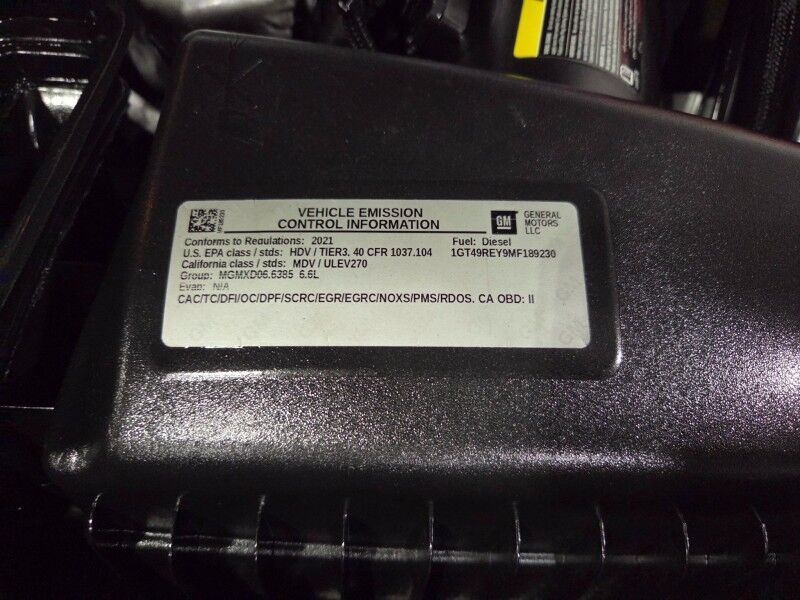 VEHICLE EMISSION
CONTROL INFORMATION
GM
GENERAL
MOTORS
LLC
Conforms to Regulations: 2021
Fuel: Diesel
U.S. EPA class / stds: HDV / TIER3, 40 CFR 1037.104
1GT49REY9MF189230
California class / stds: MDV / ULEV270
Group: MGMXD06.6385 6.6L
Evap: N/A
CAC/TC/DFI/OC/DPF/SCRC/EGR/EGRC/NOXS/PMS/RDOS. CA OBD: II